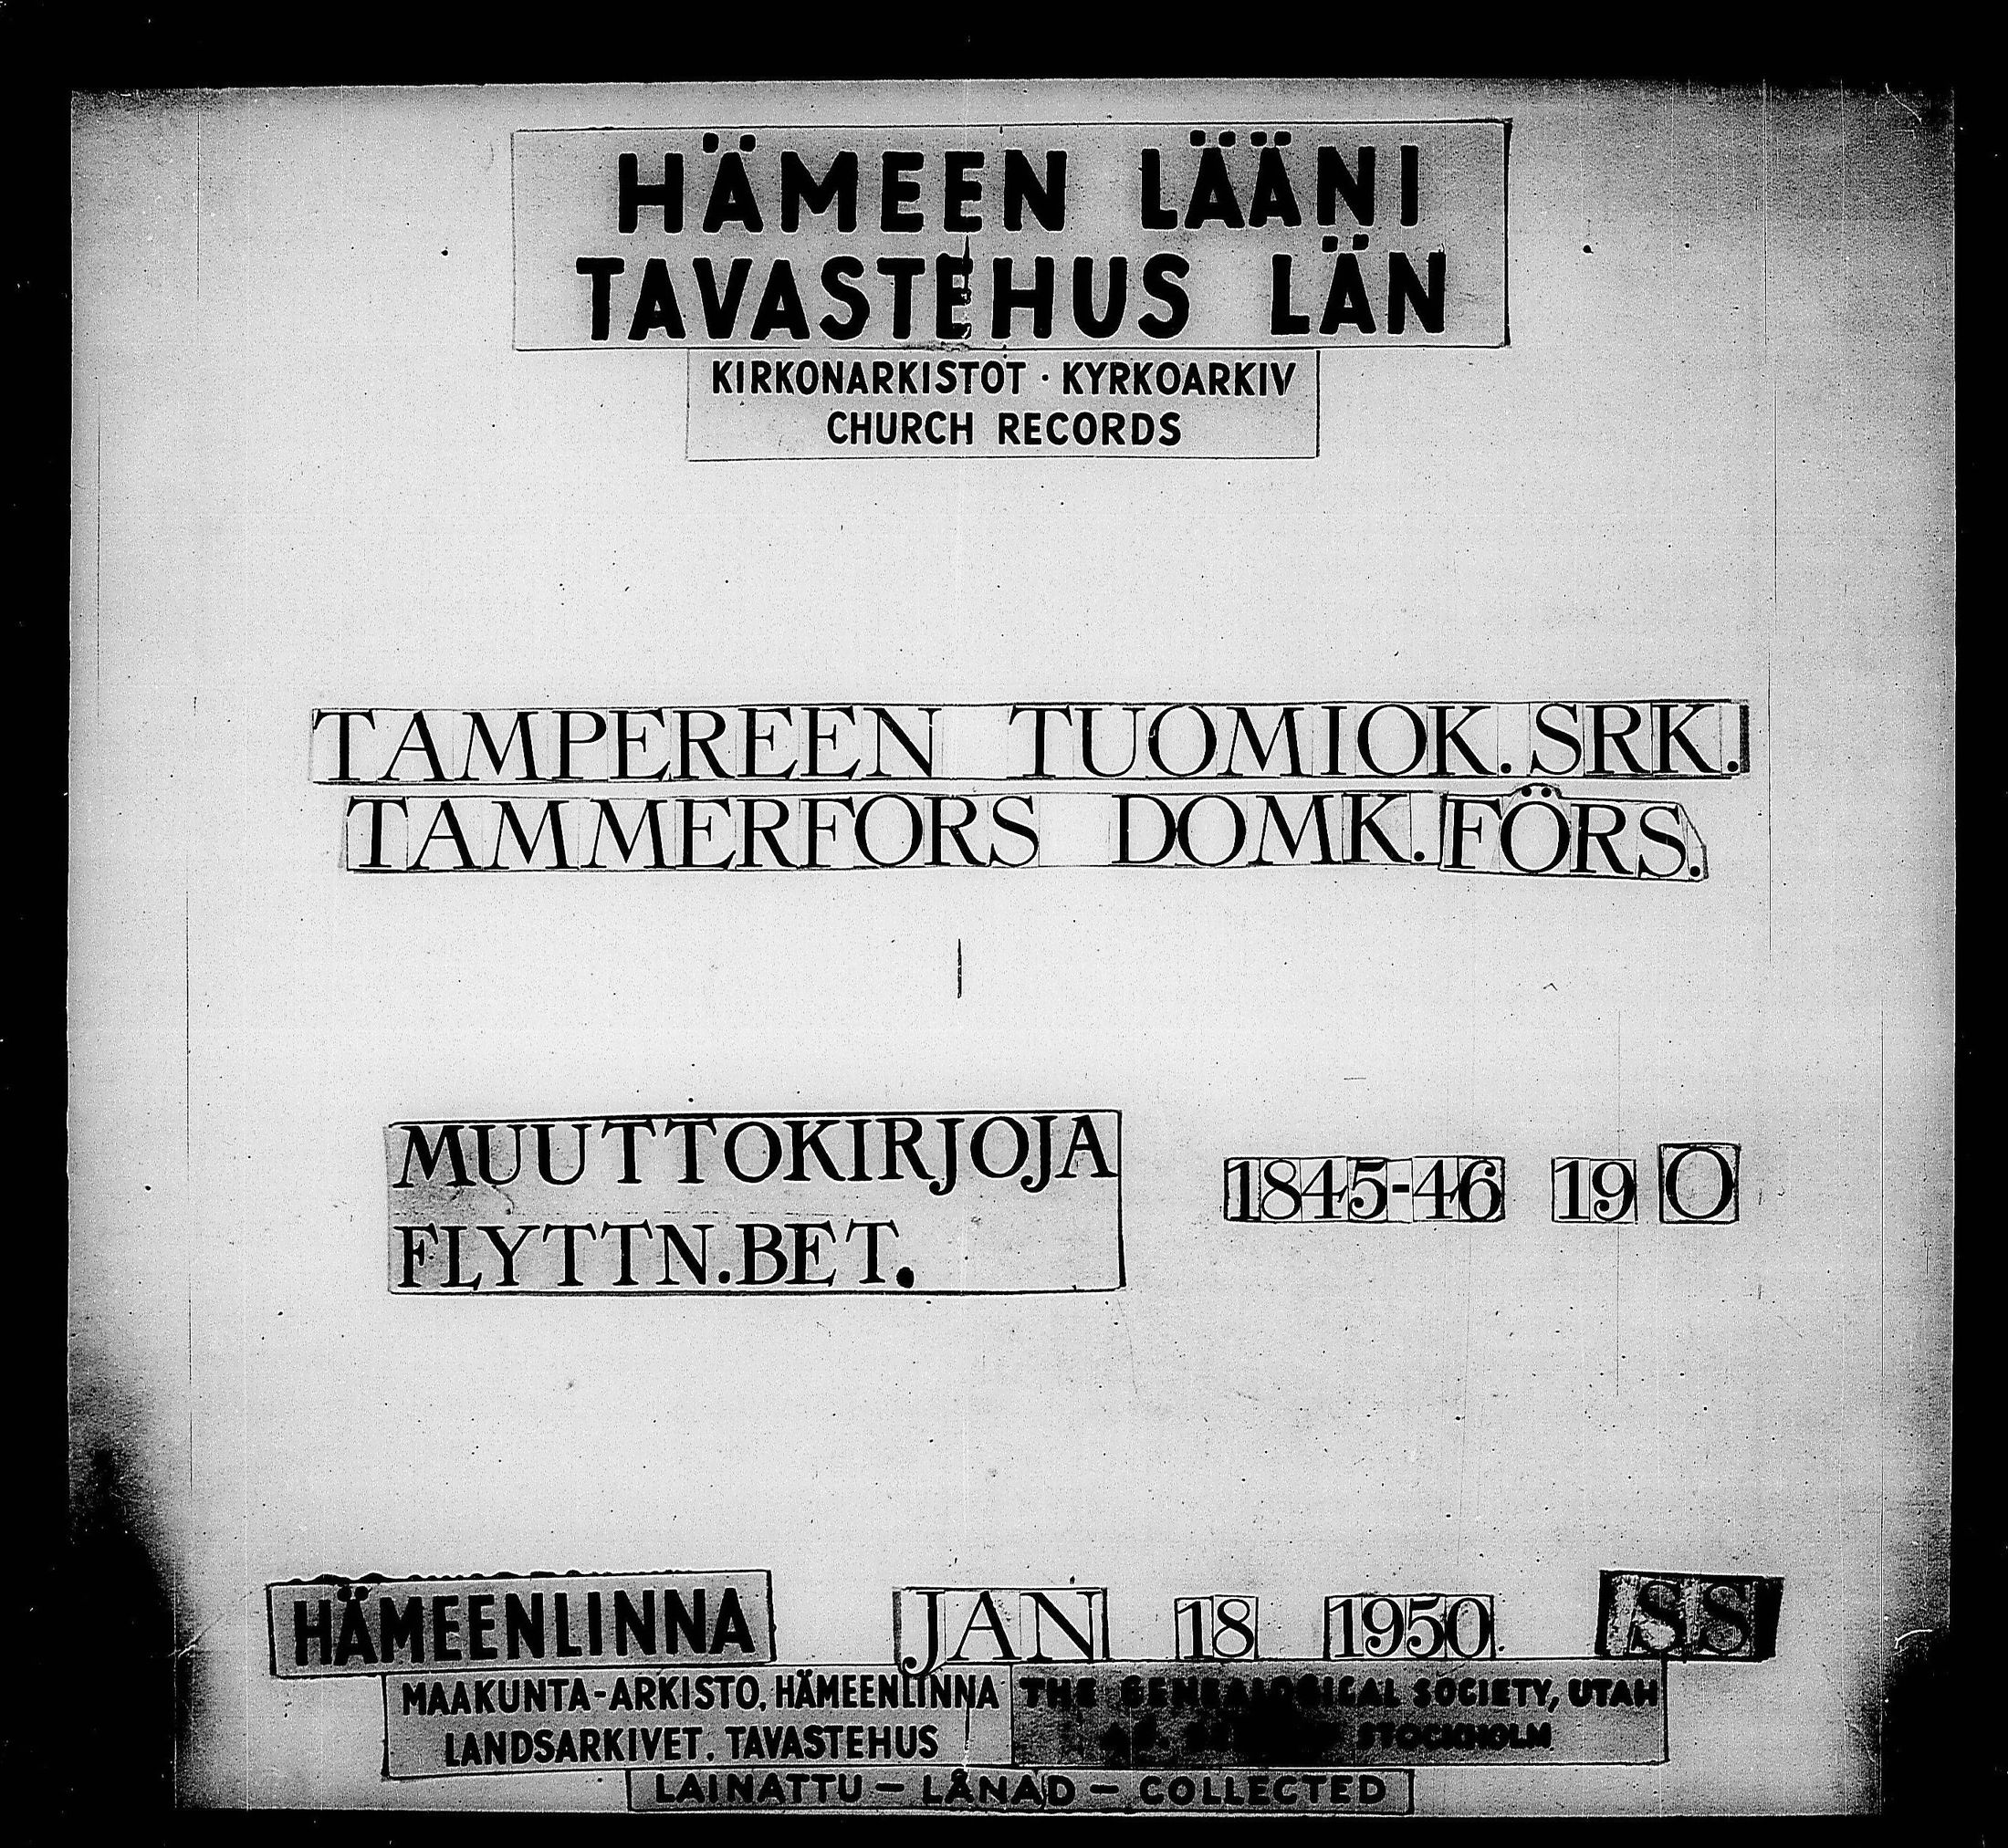 HÄMEEN LÄÄNI
TAVASTEHUS LÄN
KIRKONARKISTOT · KYRKOARKIV
CHURCH RECORDS
TAMPEREEN TUOMIOK. SRK.
TAMMERFORS DOMK. FÖRS.
MUUTTOKIRJOJA 1845-46 19 O
FLYTTN.BET.
HÄMEENLINNA JAN 18 1950 SS
MAAKUNTA-ARKISTO, HÄMEENLINNA THE GENEALOGICAL SOCIETY, UTAH
LANDSARKIVET, TAVASTEHUS STOCKHOLM
LAINATTU - LÅNAD - COLLECTED